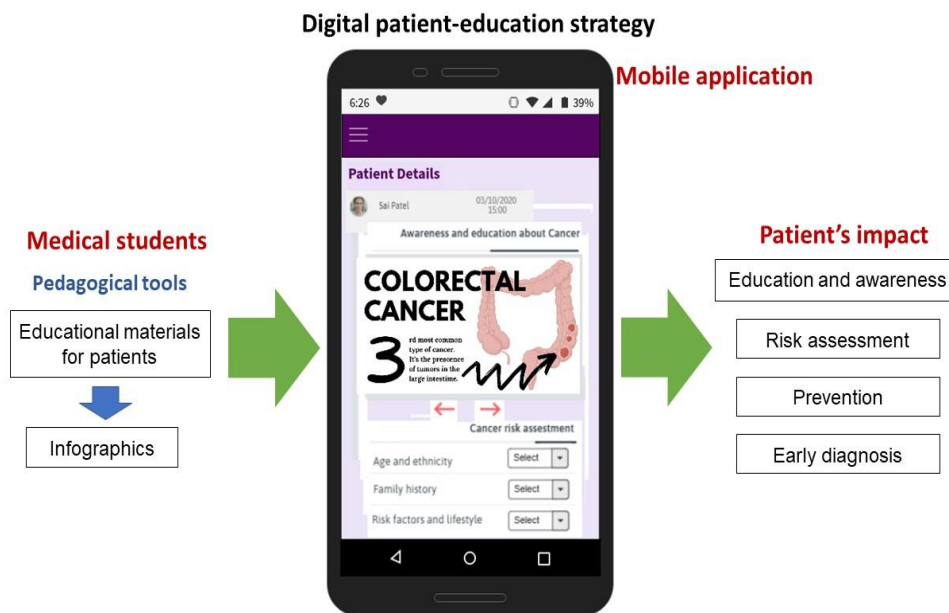 Digital patient-education strategy
Mobile application
6:26
39%
Patient Details
Sai Patel
03/10/2020
15:00
Awareness and education about Cancer
COLORECTAL
CANCER
3
rd most common
type of cancer.
It's the presence
of tumors in the
large intestime.
Cancer risk assestment
Age and ethnicity
Select
Family history
Select
Risk factors and lifestyle
Select
Medical students
Pedagogical tools
Educational materials
for patients
Infographics
Patient's impact
Education and awareness
Risk assessment
Prevention
Early diagnosis